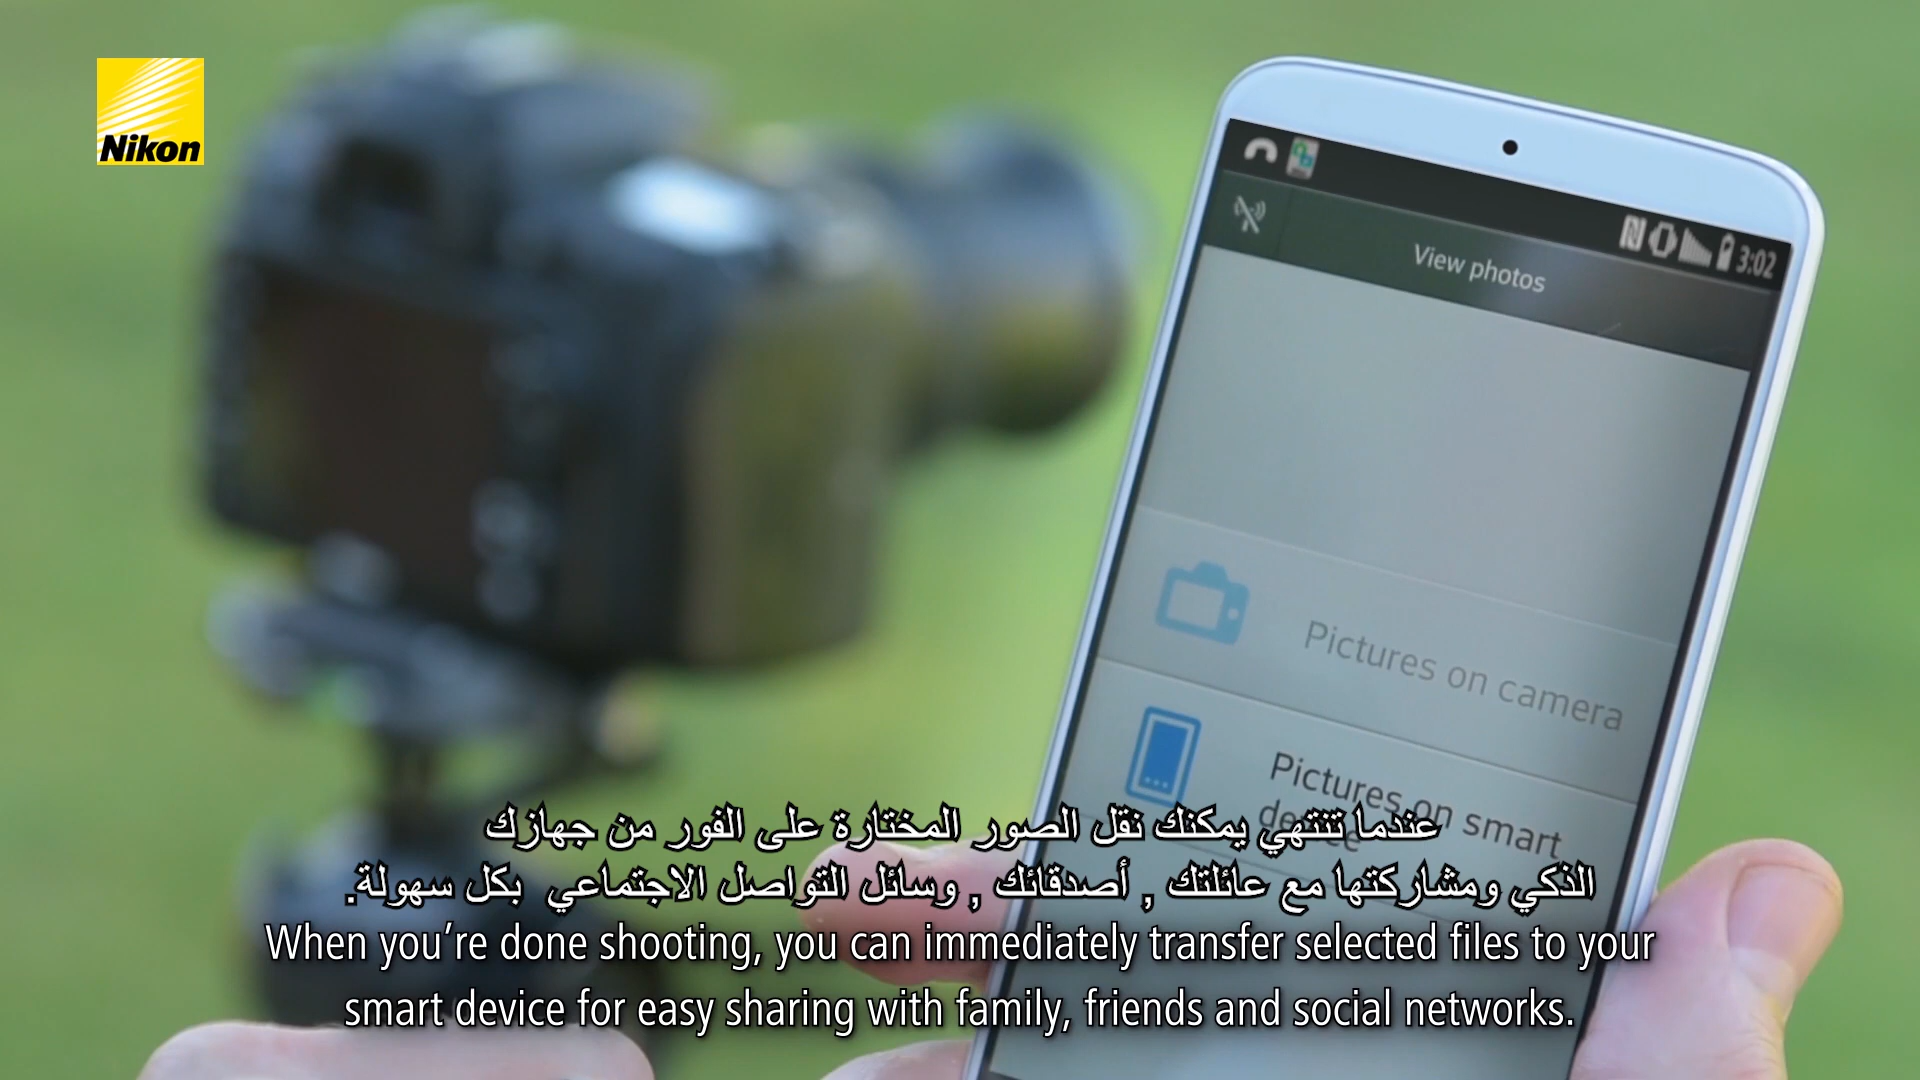 Nikon
3:02
View photos
Pictures on camera
Pictures on smart
device
عندما تنتهي يمكنك نقل الصور المختارة على الفور من جهازك
الذكي ومشاركتها مع عائلتك , أصدقائك , وسائل التواصل الاجتماعي بكل سهولة.
When you’re done shooting, you can immediately transfer selected files to your
smart device for easy sharing with family, friends and social networks.